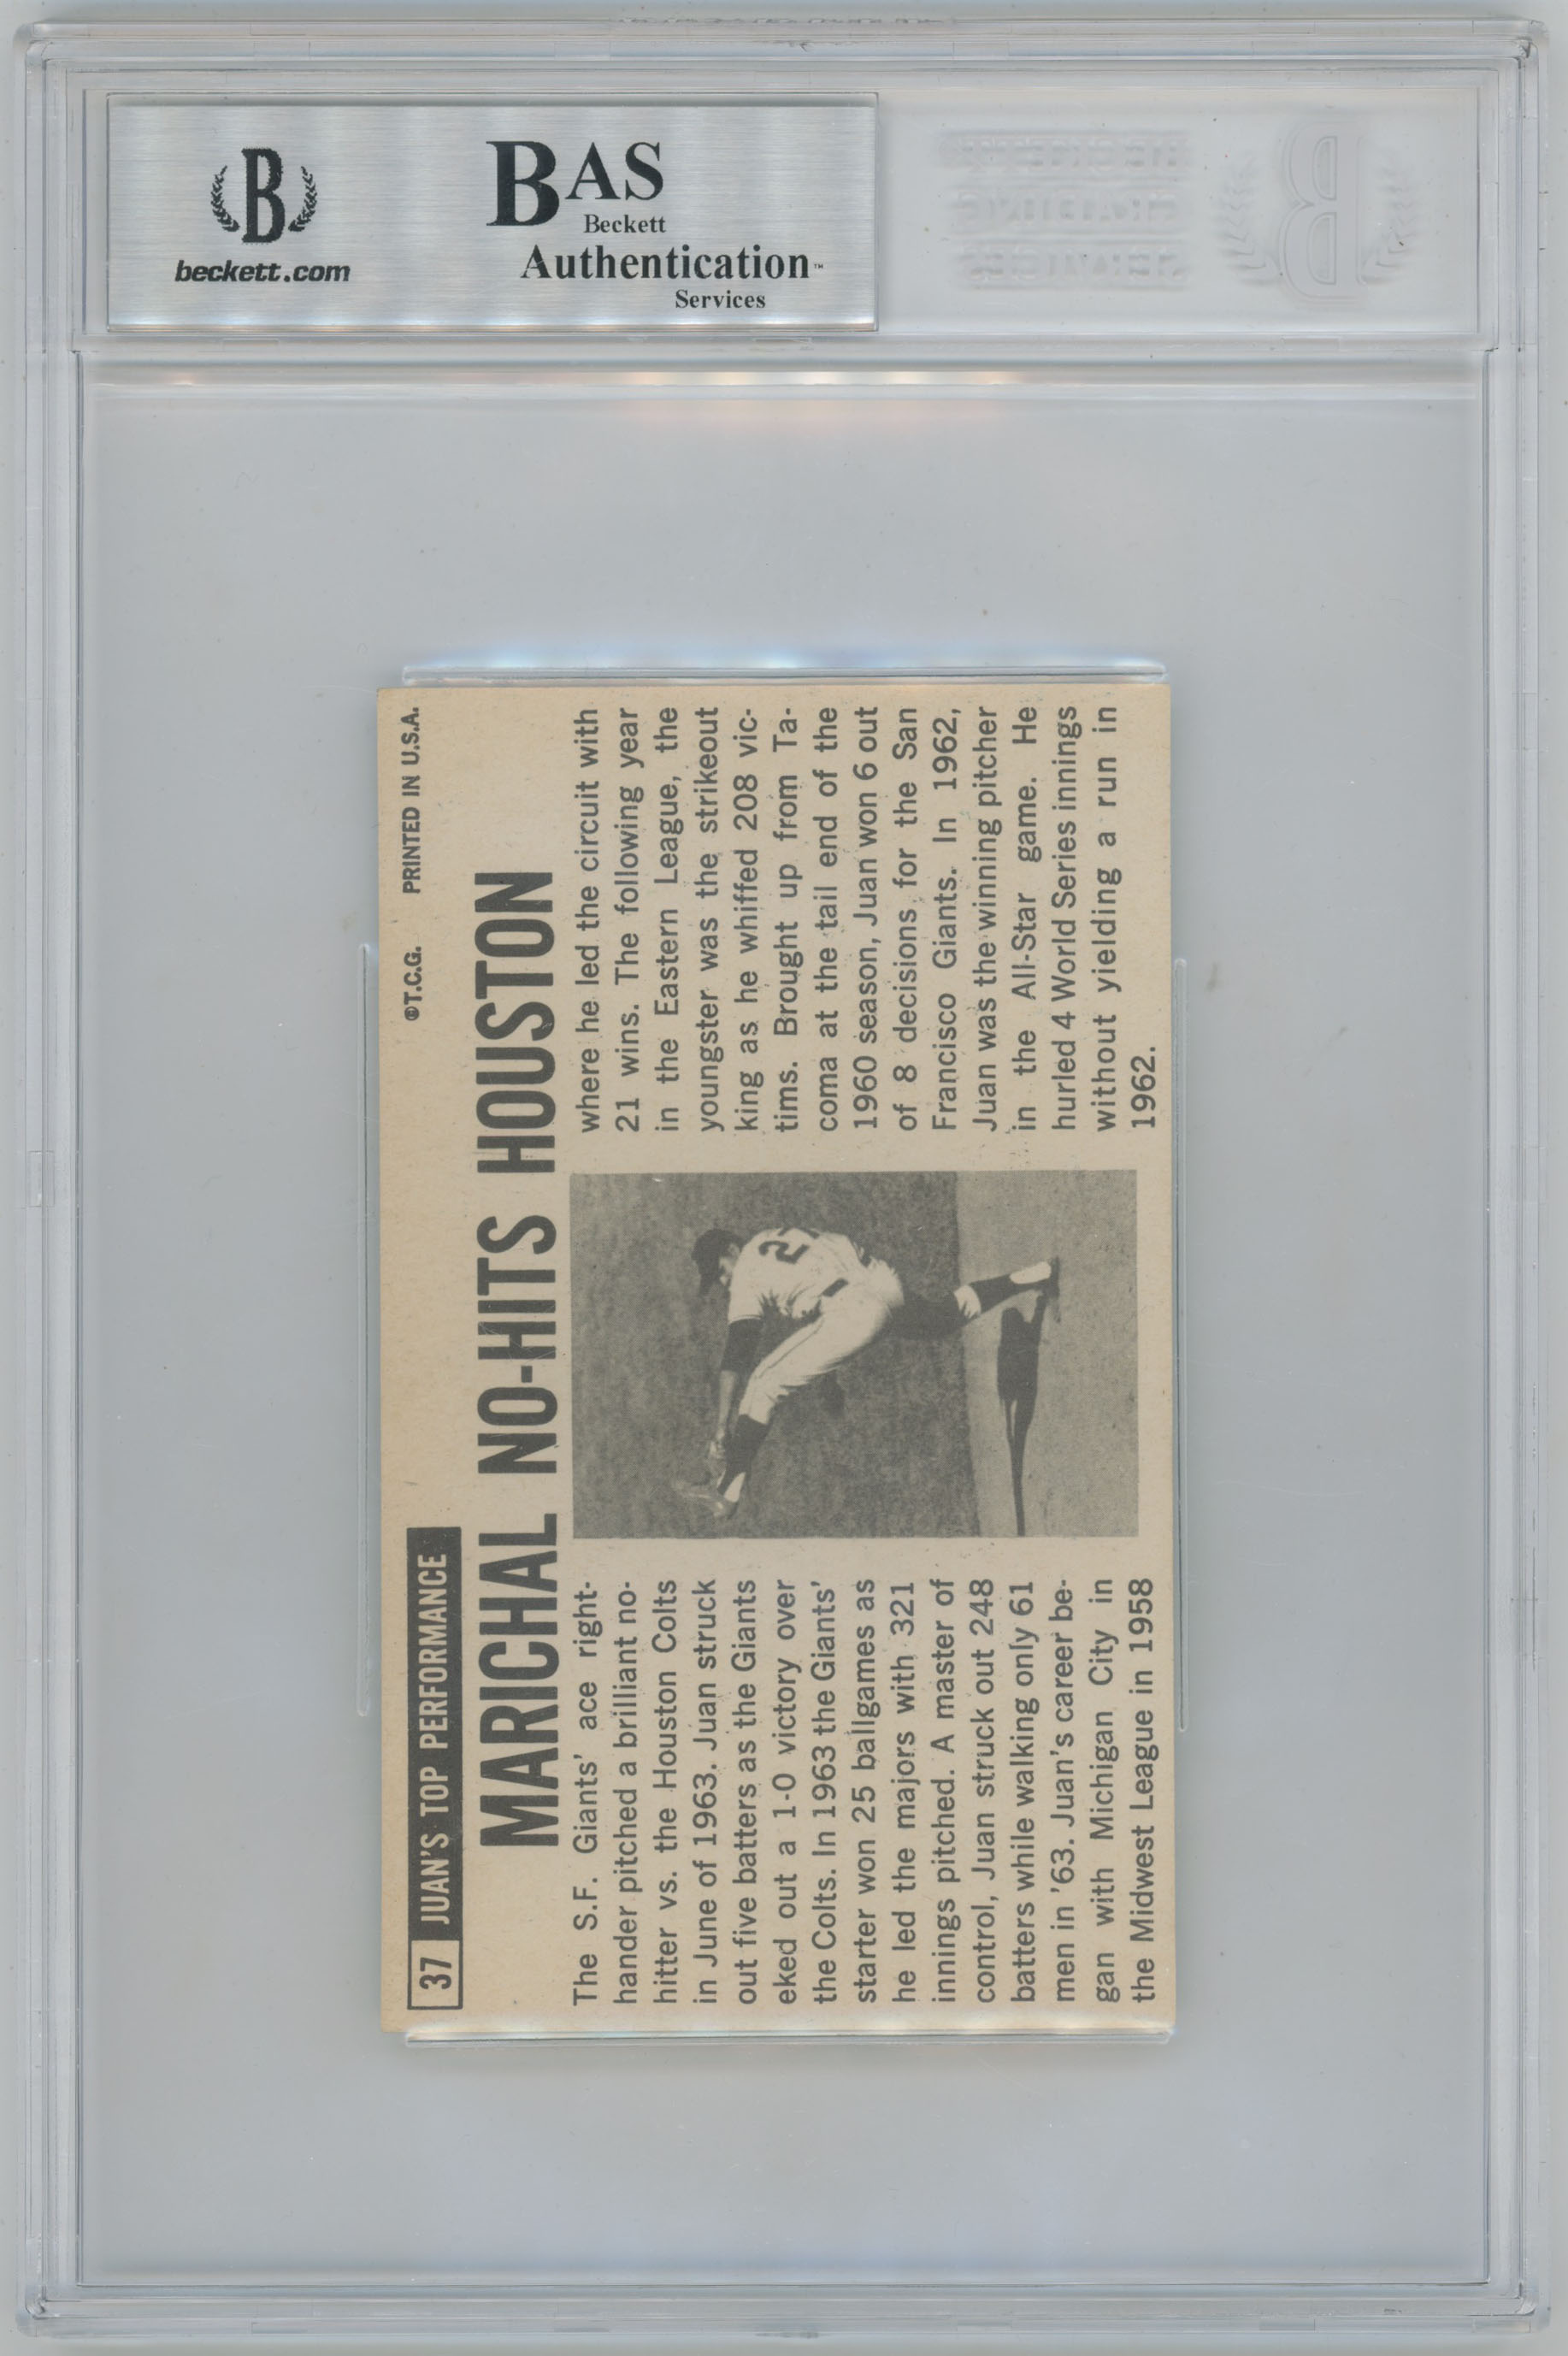 B
beckett.com
BAS
Beckett
Authentication™
Services
37 JUAN'S TOP PERFORMANCE
©T.C.G. PRINTED IN U.S.A.
MARICHAL NO-HITS HOUSTON
The S.F. Giants' ace right-
hander pitched a brilliant no-
hitter vs. the Houston Colts
in June of 1963. Juan struck
out five batters as the Giants
eked out a 1-0 victory over
the Colts. In 1963 the Giants'
starter won 25 ballgames as
he led the majors with 321
innings pitched. A master of
control, Juan struck out 248
batters while walking only 61
men in '63. Juan's career be-
gan with Michigan City in
the Midwest League in 1958
where he led the circuit with
21 wins. The following year
in the Eastern League, the
youngster was the strikeout
king as he whiffed 208 vic-
tims. Brought up from Ta-
coma at the tail end of the
1960 season, Juan won 6 out
of 8 decisions for the San
Francisco Giants. In 1962,
Juan was the winning pitcher
in the All-Star game. He
hurled 4 World Series innings
without yielding a run in
1962.